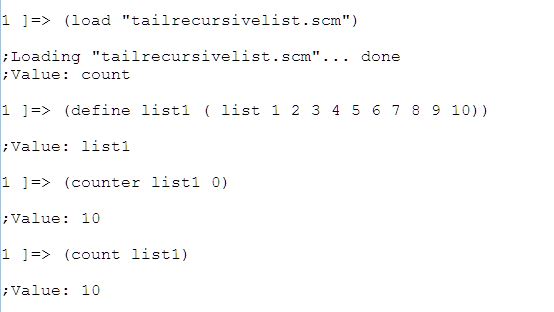 1 ]=> (load "tailrecursivelist.scm")
;Loading "tailrecursivelist.scm"... done
;Value: count
1 ]=> (define list1 ( list 1 2 3 4 5 6 7 8 9 10))
;Value: list1
1 ]=> (counter list1 0)
;Value: 10
1 ]=> (count list1)
;Value: 10